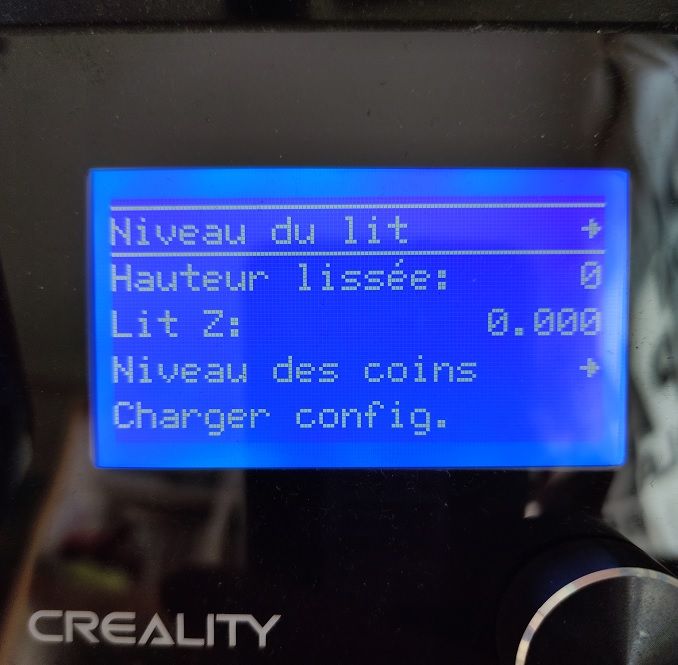 Niveau du lit →
Hauteur lissée: 0
Lit Z: 0.000
Niveau des coins →
Charger config.
CREALITY